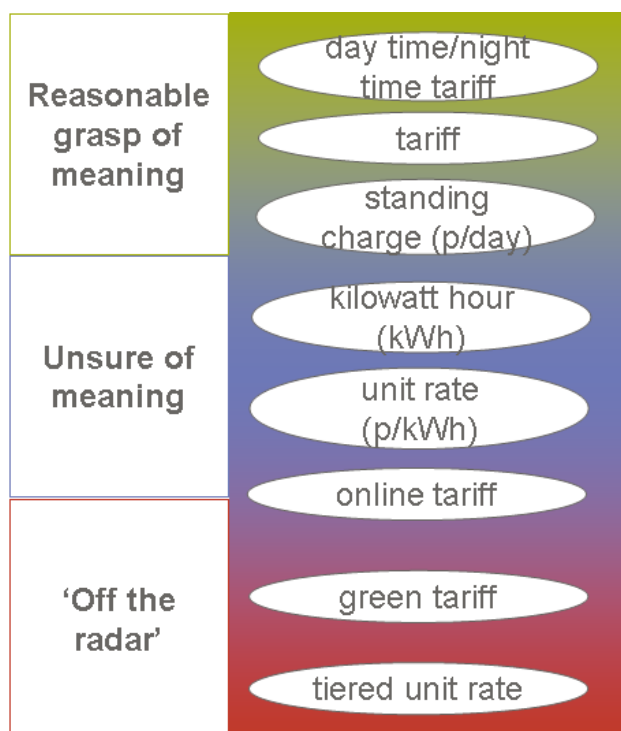 Reasonable
grasp of
meaning
day time/night
time tariff
tariff
standing
charge (p/day)
Unsure of
meaning
kilowatt hour
(kWh)
unit rate
(p/kWh)
online tariff
‘Off the
radar’
green tariff
tiered unit rate